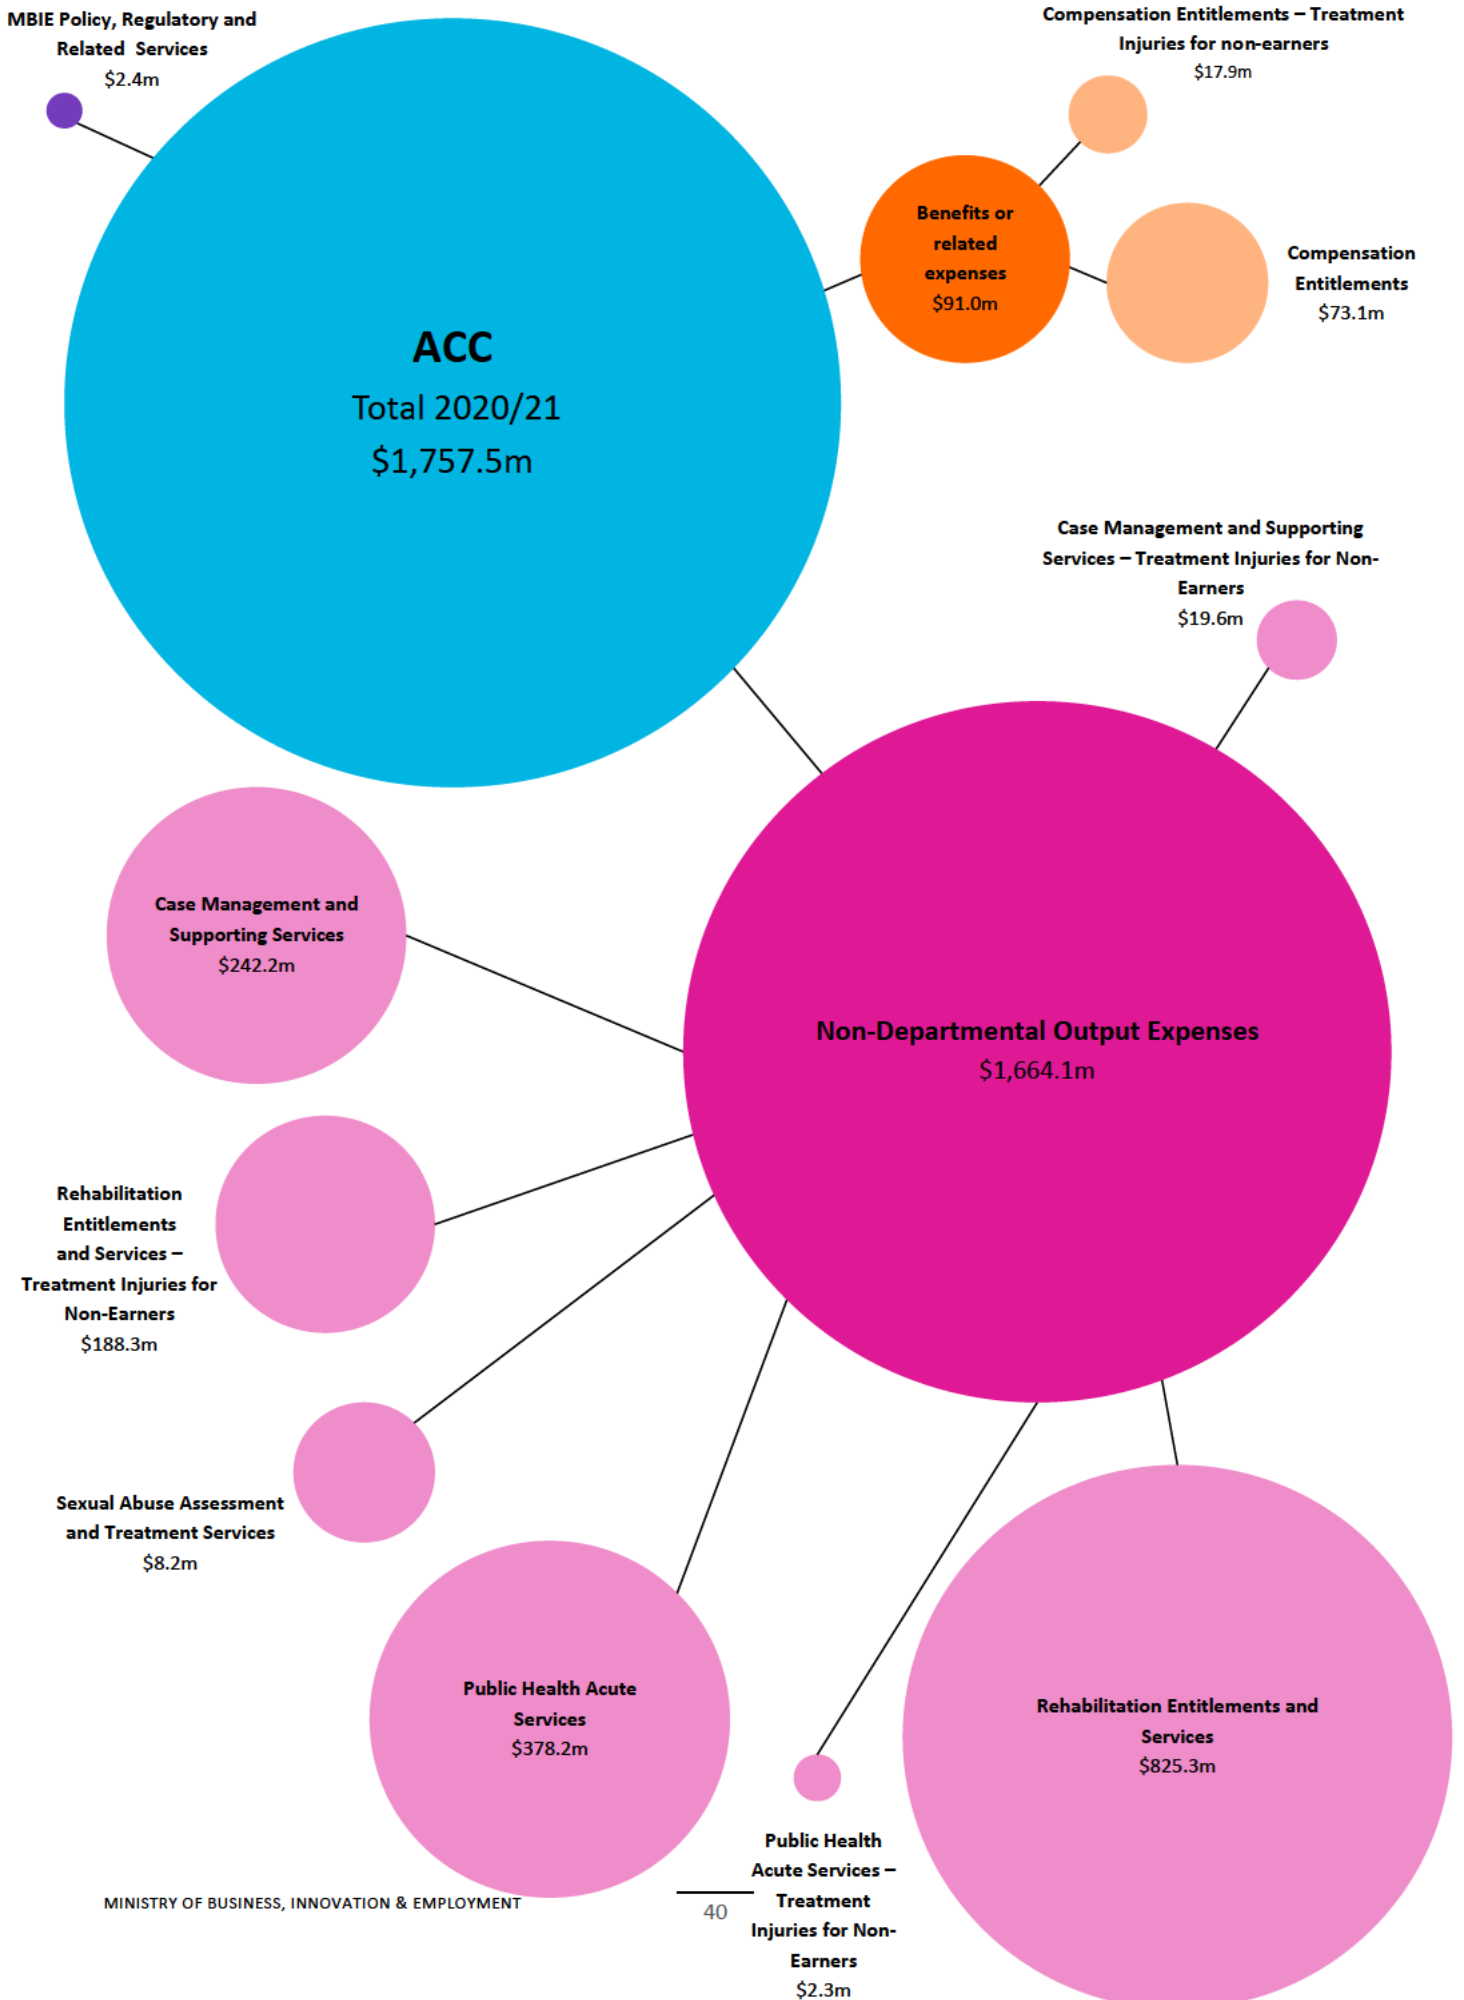 MBIE Policy, Regulatory and
Related Services
$2.4m
Compensation Entitlements – Treatment
Injuries for non-earners
$17.9m
Benefits or
related
expenses
$91.0m
Compensation
Entitlements
$73.1m
ACC
Total 2020/21
$1,757.5m
Case Management and Supporting
Services – Treatment Injuries for Non-
Earners
$19.6m
Case Management and
Supporting Services
$242.2m
Non-Departmental Output Expenses
$1,664.1m
Rehabilitation
Entitlements
and Services –
Treatment Injuries for
Non-Earners
$188.3m
Sexual Abuse Assessment
and Treatment Services
$8.2m
Public Health Acute
Services
$378.2m
Rehabilitation Entitlements and
Services
$825.3m
Public Health
Acute Services –
Treatment
Injuries for Non-
Earners
$2.3m
MINISTRY OF BUSINESS, INNOVATION & EMPLOYMENT
40